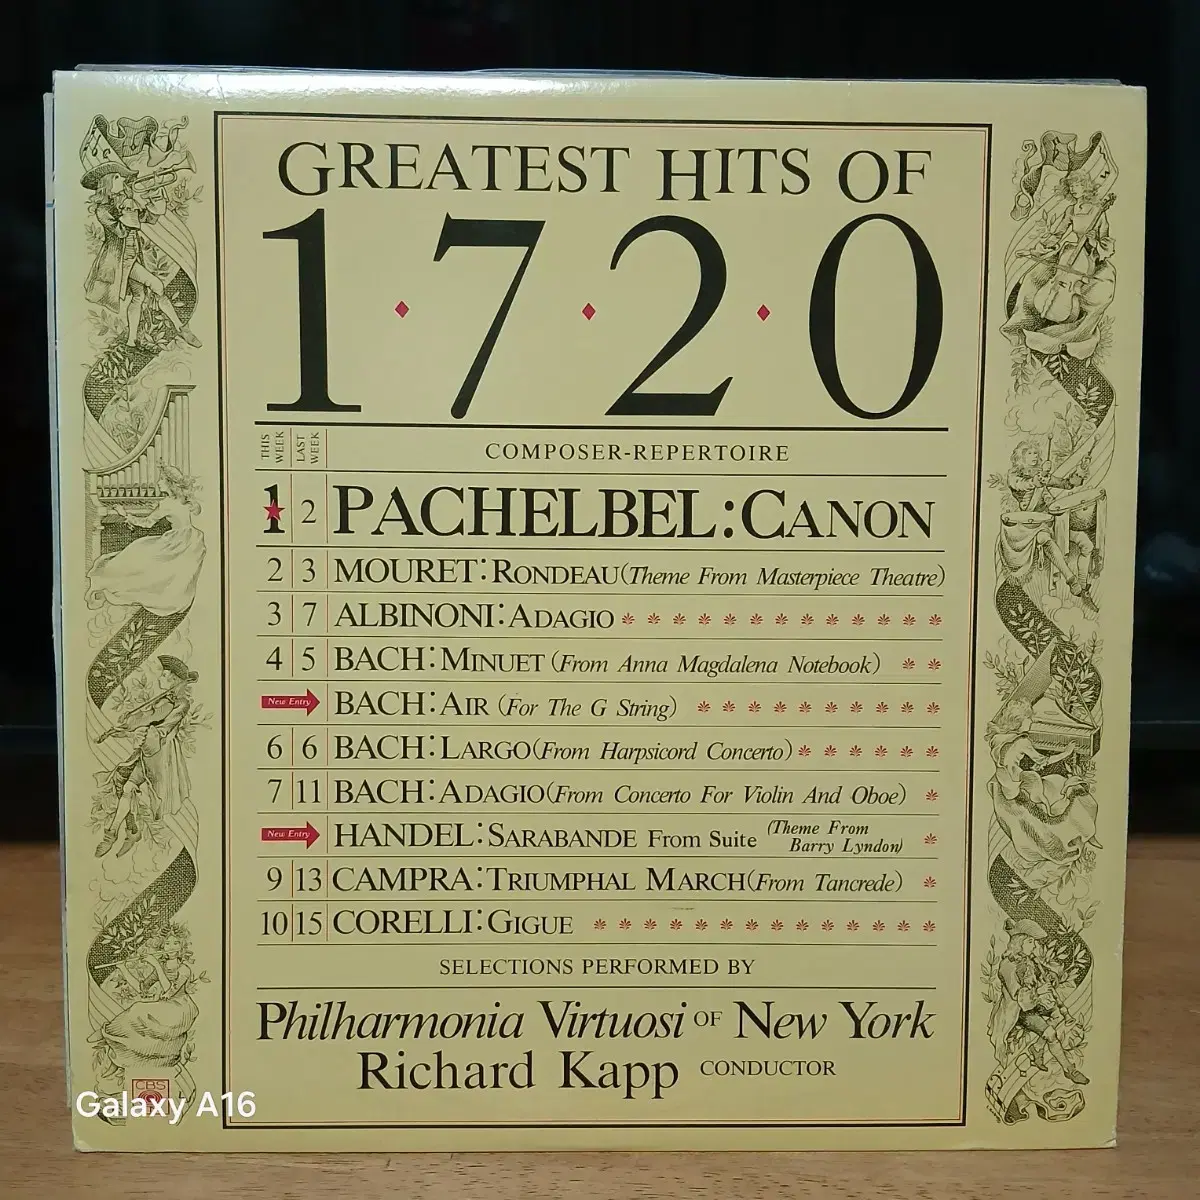 GREATEST HITS OF
1720
THIS WEEK LAST WEEK COMPOSER-REPERTOIRE
1 2 PACHELBEL: CANON
2 3 MOURET: RONDEAU (Theme From Masterpiece Theatre)
3 7 ALBINONI: ADAGIO
4 5 BACH: MINUET (From Anna Magdalena Notebook)
New Entry BACH: AIR (For The G String)
6 6 BACH: LARGO (From Harpsicord Concerto)
7 11 BACH: ADAGIO (From Concerto For Violin And Oboe)
New Entry HANDEL: SARABANDE From Suite (Theme From Barry Lyndon)
9 13 CAMPRA: TRIUMPHAL MARCH (From Tancrede)
10 15 CORELLI: GIGUE
SELECTIONS PERFORMED BY
Philharmonia Virtuosi OF New York
Richard Kapp CONDUCTOR
CBS
Galaxy A16